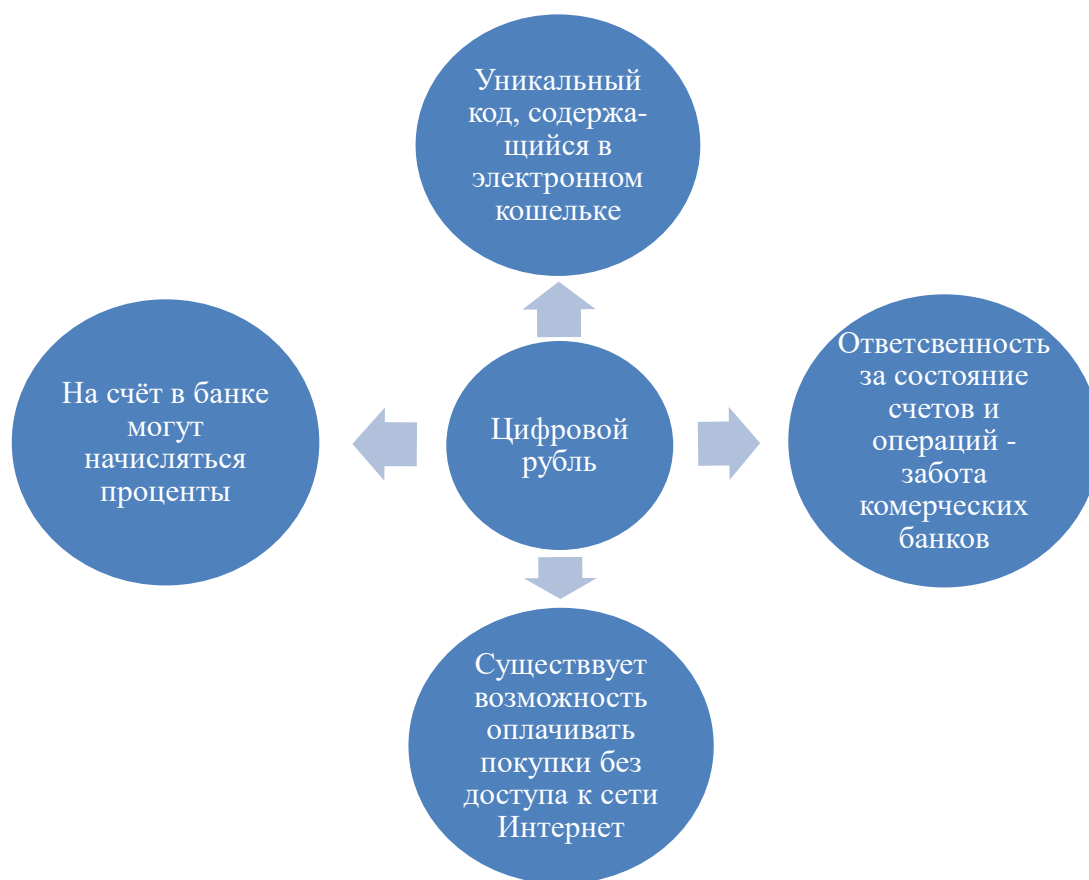 Уникальный
код, содержа-
щийся в
электронном
кошельке
На счёт в банке
могут
начисляться
проценты
Цифровой
рубль
Ответсвенность
за состояние
счетов и
операций -
забота
комерческих
банков
Существвует
возможность
оплачивать
покупки без
доступа к сети
Интернет